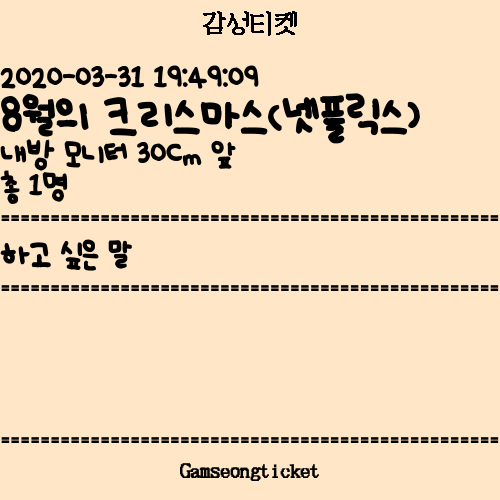 감성티켓
2020-03-31 19:49:09
8월의 크리스마스(넷플릭스)
내방 모니터 30Cm 앞
총 1명
하고 싶은 말
Gamseongticket